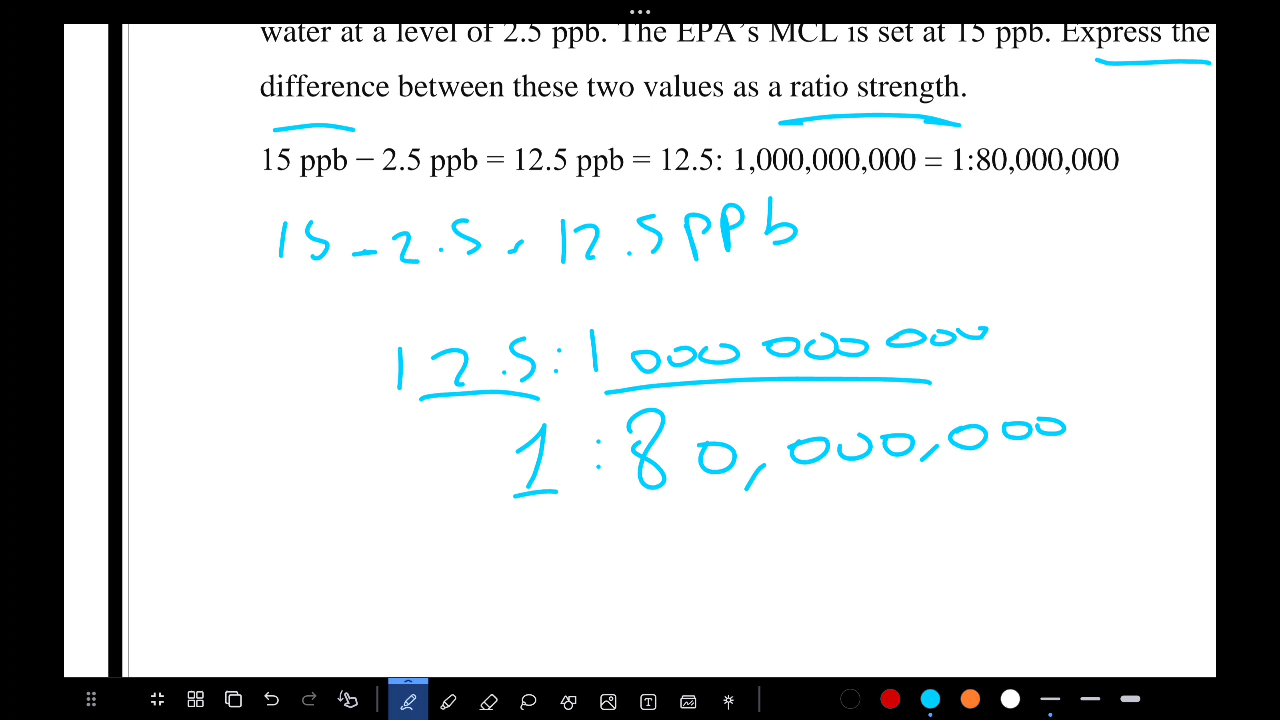 water at a level of 2.5 ppb. The EPA's MCL is set at 15 ppb. Express the
difference between these two values as a ratio strength.
15 ppb − 2.5 ppb = 12.5 ppb = 12.5: 1,000,000,000 = 1:80,000,000
15 - 2.5 = 12.5 ppb
12.5:1 000 000 000
1 : 80,000,000